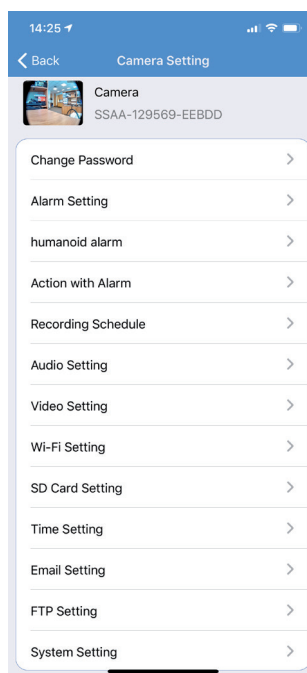 14:25
Back Camera Setting
Camera
SSAA-129569-EEBDD
Change Password
Alarm Setting
humanoid alarm
Action with Alarm
Recording Schedule
Audio Setting
Video Setting
Wi-Fi Setting
SD Card Setting
Time Setting
Email Setting
FTP Setting
System Setting